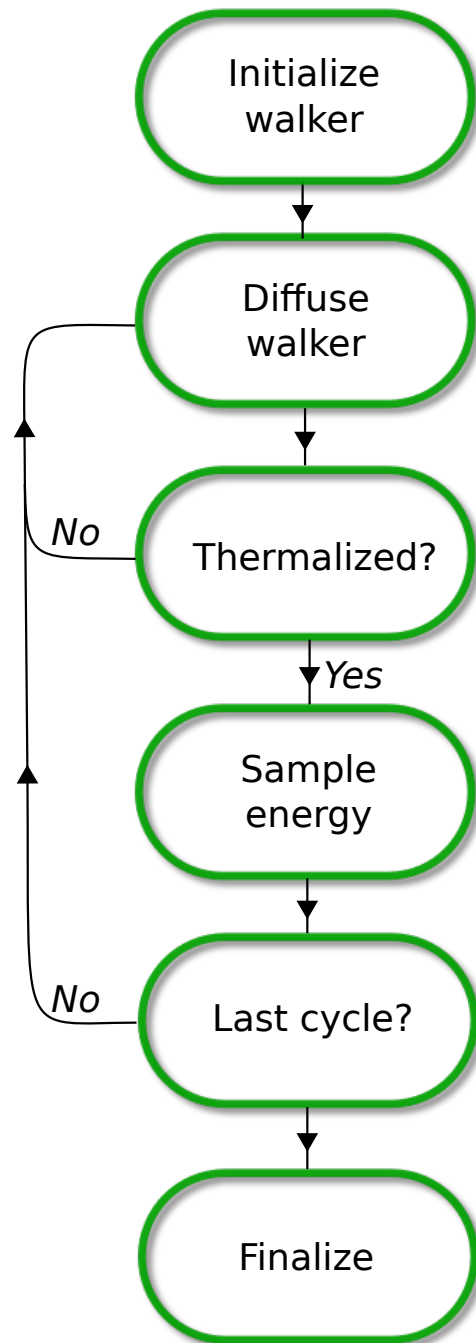 Initialize
walker
Diffuse
walker
No
Thermalized?
Yes
Sample
energy
No
Last cycle?
Finalize